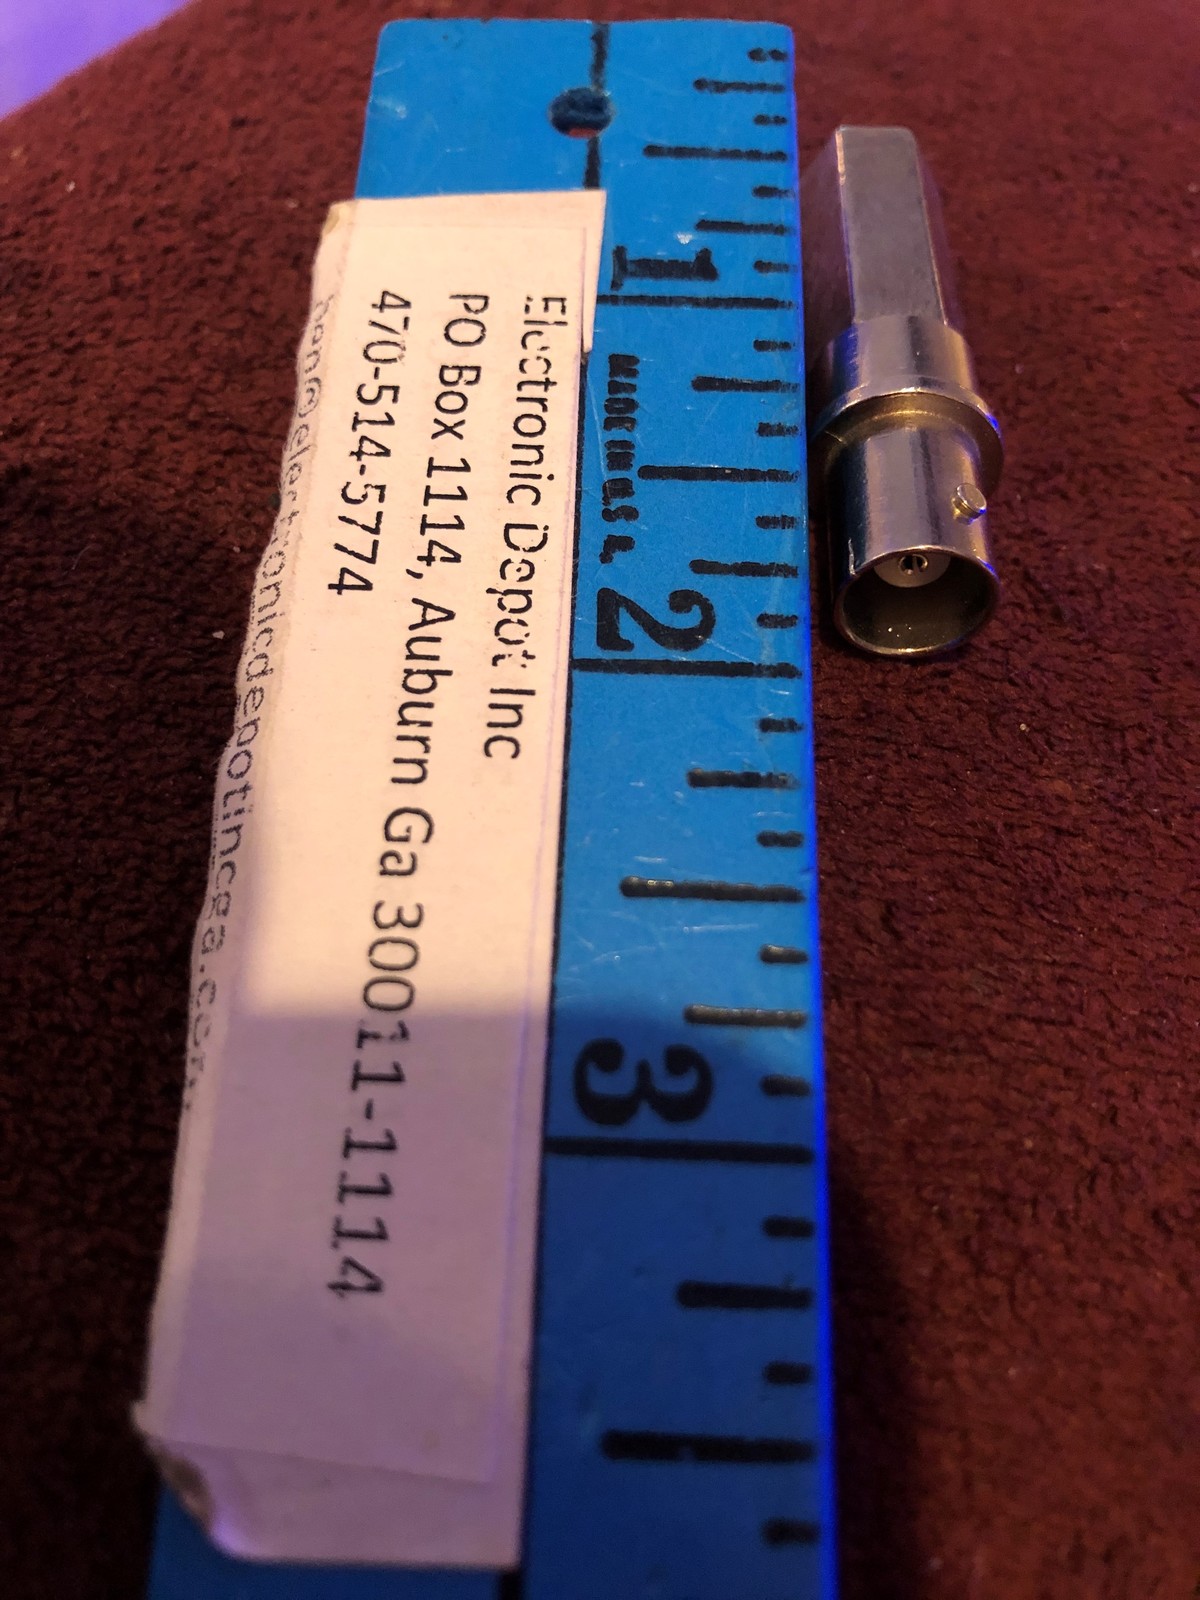 Electronic Depot Inc
PO Box 1114, Auburn Ga 30011-1114
470-514-5774
1
MADE IN U.S.A.
2
3